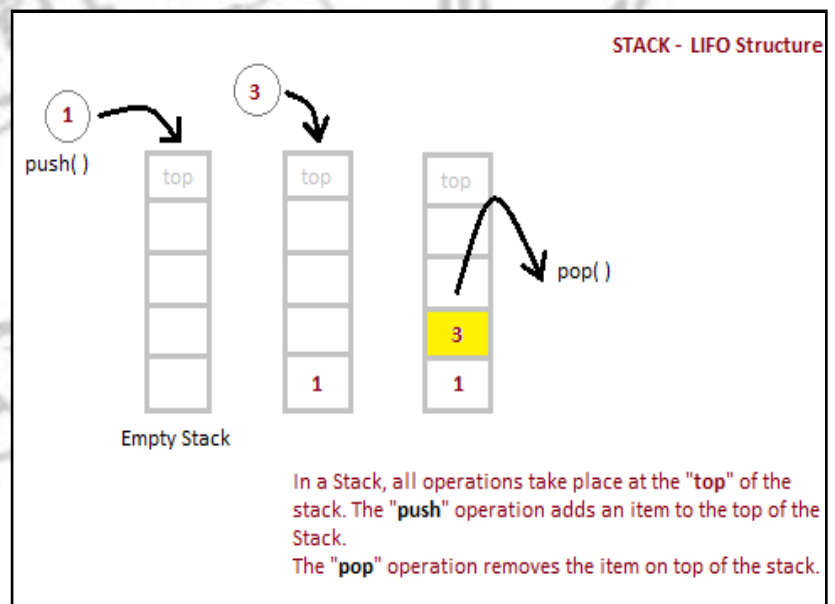 STACK - LIFO Structure
1
3
push( )
top
top
top
pop( )
3
1
1
Empty Stack
In a Stack, all operations take place at the "top" of the
stack. The "push" operation adds an item to the top of the
Stack.
The "pop" operation removes the item on top of the stack.